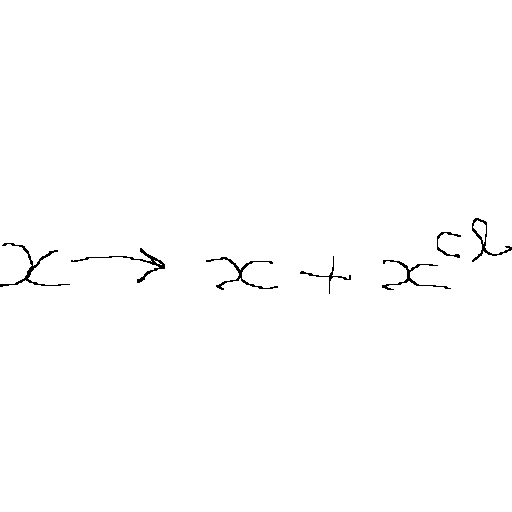 x → x + x^{cl}